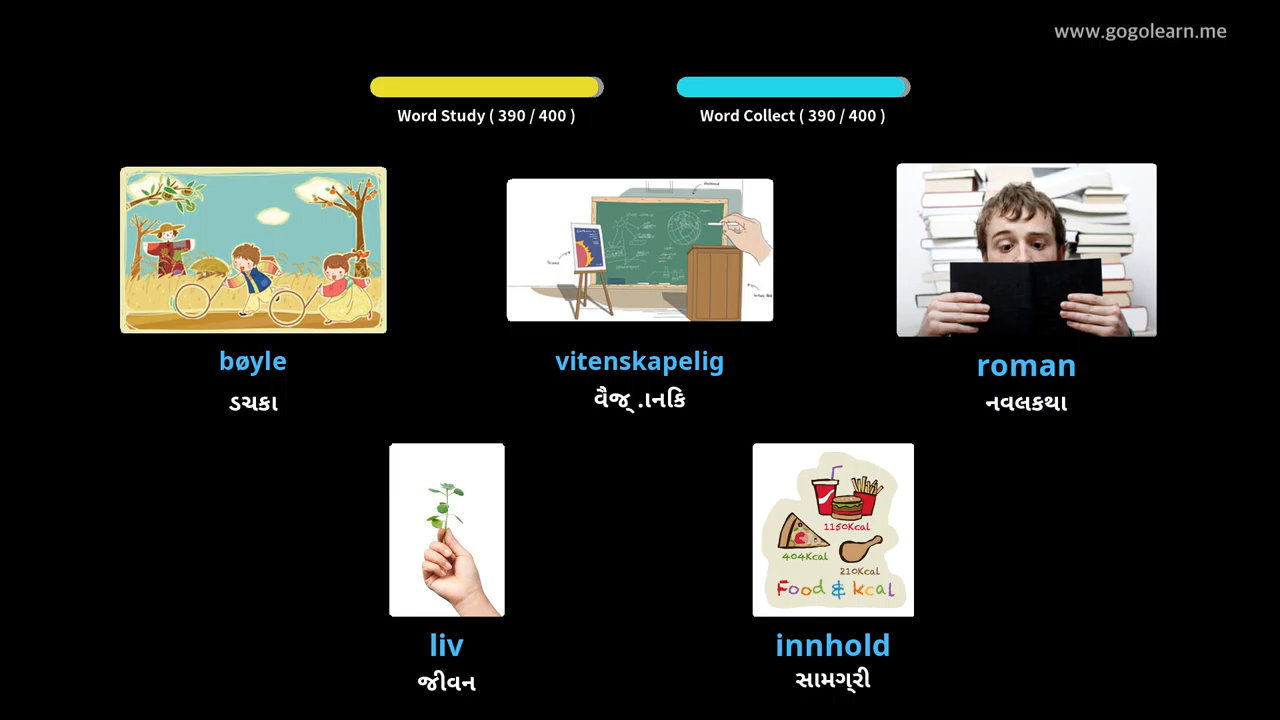 www.gogolearn.me
Word Study ( 390 / 400 )
Word Collect ( 390 / 400 )
bøyle
ડચકા
vitenskapelig
વૈજ્ .ાનકિ
roman
નવલકથા
1150Kcal
404Kcal
210Kcal
Food & kcal
liv
જીવન
innhold
સામગ્રી